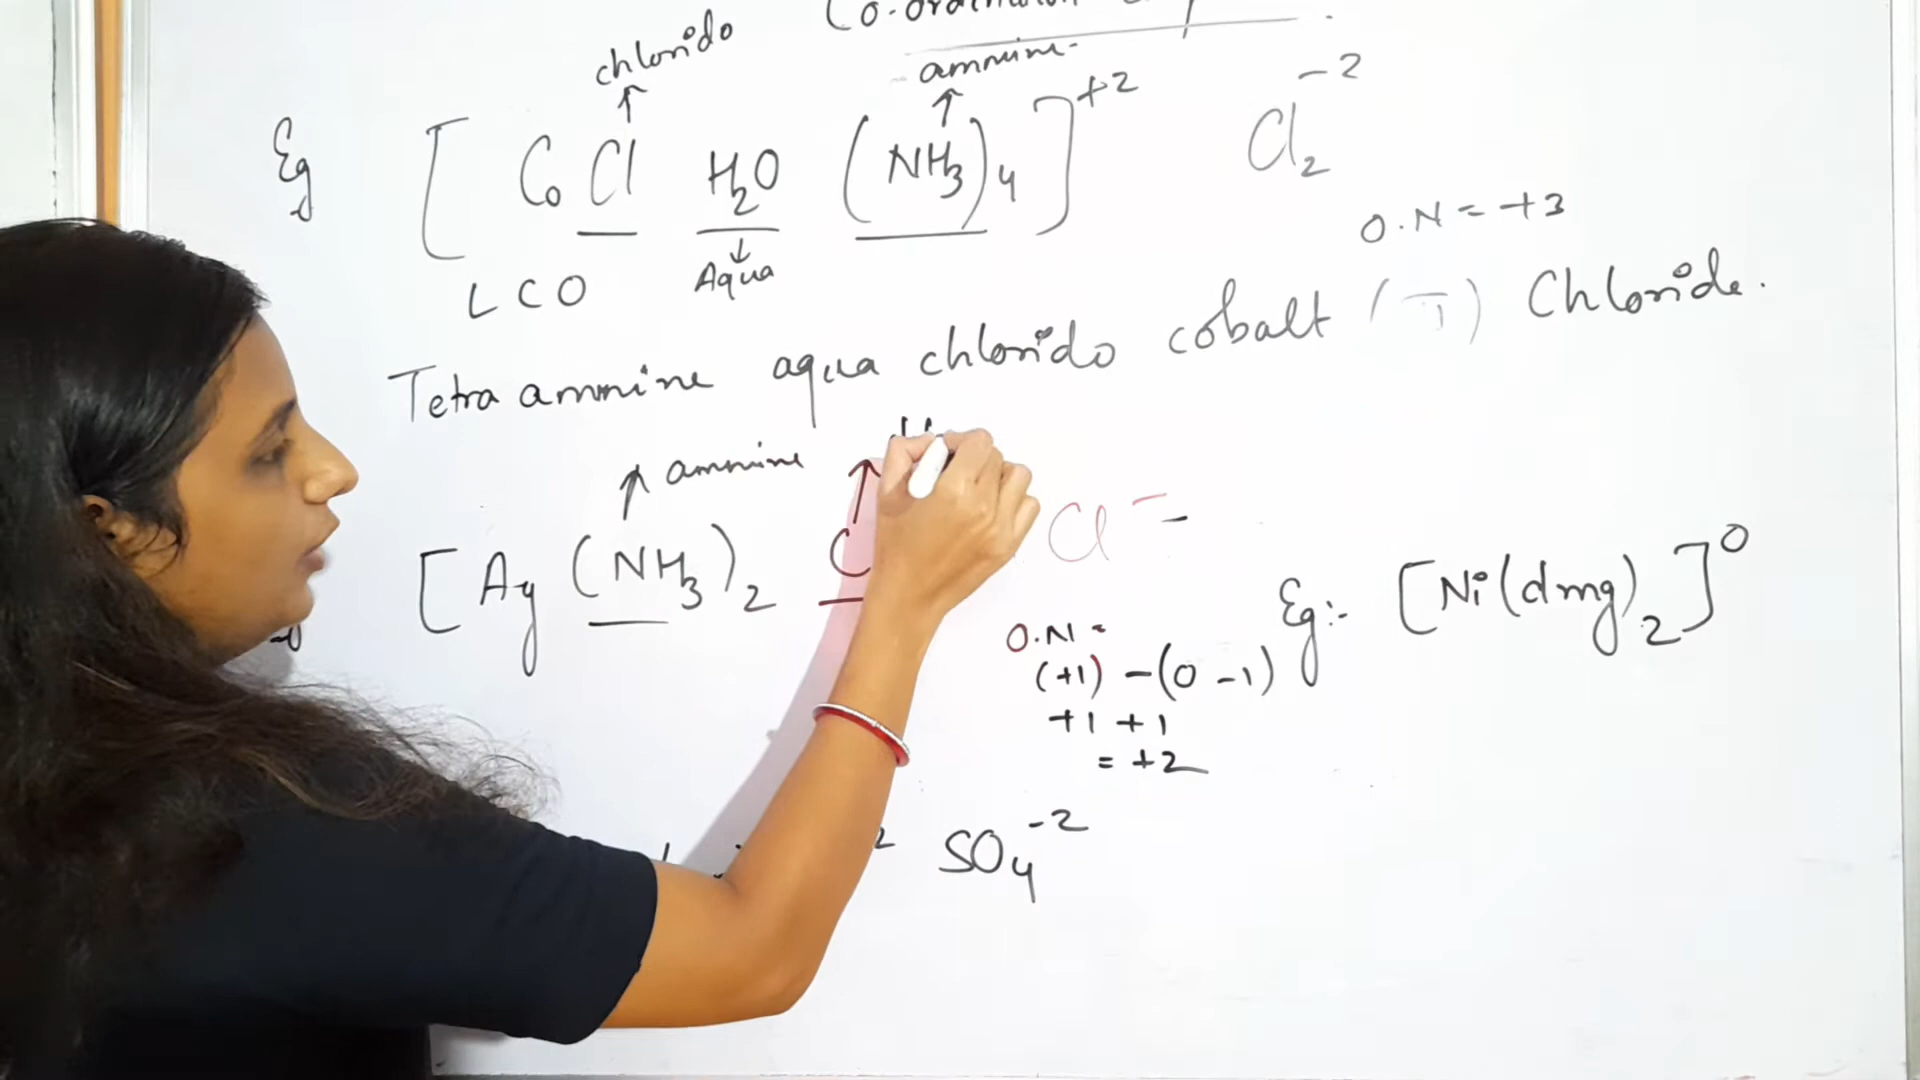 chlorido
ammine
Eg [ Co Cl H2O (NH3)4 ]+2 Cl2 -2
O.N = +3
L C O Aqua
Tetra ammine aqua chlorido cobalt ( ) Chloride.
ammine
[ Ag (NH3)2 Cl -
Eg:- [Ni(dmg)2]0
O.N =
(+1) -(0 -1)
+1 +1
= +2
SO4 -2